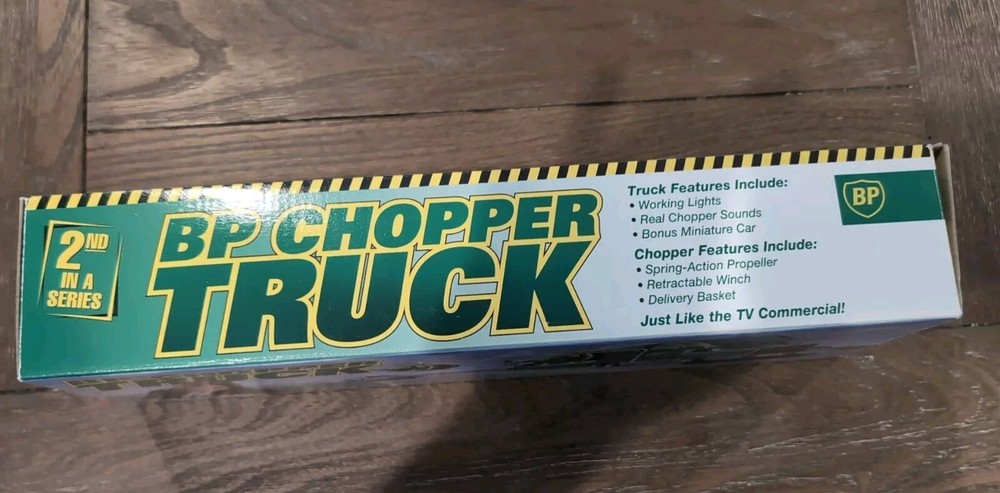 2ND
IN A
SERIES
BP CHOPPER
TRUCK
Truck Features Include:
• Working Lights
• Real Chopper Sounds
• Bonus Miniature Car
Chopper Features Include:
• Spring-Action Propeller
• Retractable Winch
• Delivery Basket
Just Like the TV Commercial!
BP
TRUCK